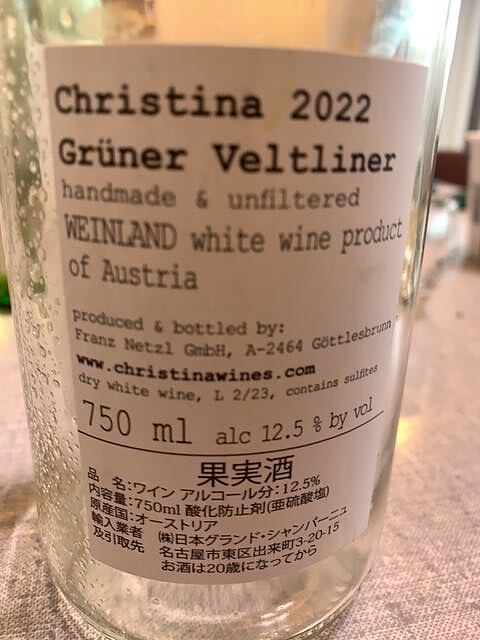 Christina 2022
Grüner Veltliner
handmade & unfiltered
WEINLAND white wine product
of Austria
produced & bottled by:
Franz Netzl GmbH, A-2464 Göttlesbrunn
www.christinawines.com
dry white wine, L 2/23, contains sulfites
750 ml alc 12.5 % by vol
果実酒
品 名:ワイン アルコール分:12.5%
内容量:750ml 酸化防止剤(亜硫酸塩)
原産国:オーストリア
輸入業者 ㈱日本グランド・シャンパーニュ
及引取先 名古屋市東区出来町3-20-15
お酒は20歳になってから